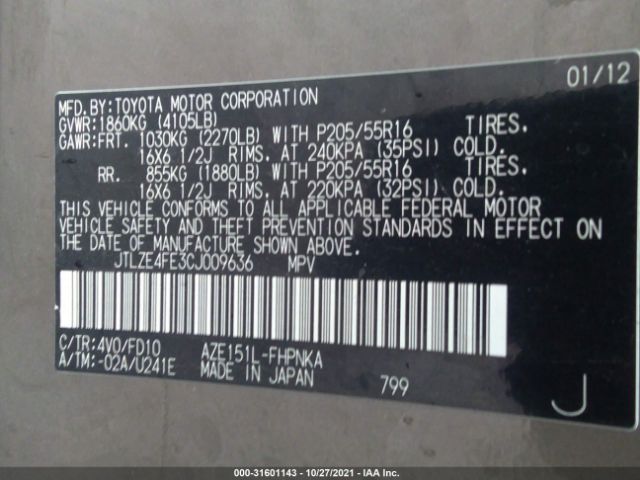 01/12
MFD.BY:TOYOTA MOTOR CORPORATION
GVWR:1860KG (4105LB)
GAWR:FRT. 1030KG (2270LB) WITH P205/55R16 TIRES.
16X6 1/2J RIMS. AT 240KPA (35PSI) COLD.
RR. 855KG (1880LB) WITH P205/55R16 TIRES.
16X6 1/2J RIMS. AT 220KPA (32PSI) COLD.
THIS VEHICLE CONFORMS TO ALL APPLICABLE FEDERAL MOTOR
VEHICLE SAFETY AND THEFT PREVENTION STANDARDS IN EFFECT ON
THE DATE OF MANUFACTURE SHOWN ABOVE.
JTLZE4FE3CJ009636 MPV
C/TR:4V0/FD10 AZE151L-FHPNKA
A/TM:-02A/U241E MADE IN JAPAN 799
J
000-31601143 - 10/27/2021 - IAA Inc.